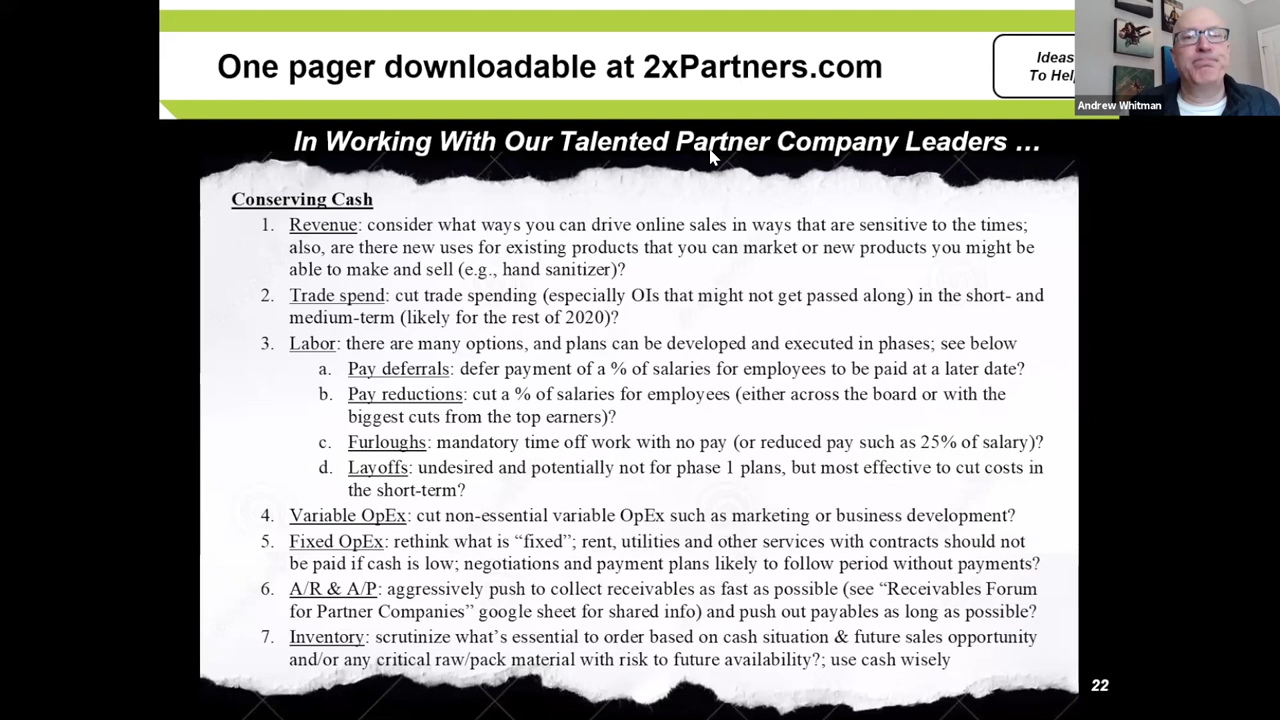 One pager downloadable at 2xPartners.com
Ideas
To Hel
Andrew Whitman
In Working With Our Talented Partner Company Leaders …
Conserving Cash
1. Revenue: consider what ways you can drive online sales in ways that are sensitive to the times;
also, are there new uses for existing products that you can market or new products you might be
able to make and sell (e.g., hand sanitizer)?
2. Trade spend: cut trade spending (especially OIs that might not get passed along) in the short- and
medium-term (likely for the rest of 2020)?
3. Labor: there are many options, and plans can be developed and executed in phases; see below
a. Pay deferrals: defer payment of a % of salaries for employees to be paid at a later date?
b. Pay reductions: cut a % of salaries for employees (either across the board or with the
biggest cuts from the top earners)?
c. Furloughs: mandatory time off work with no pay (or reduced pay such as 25% of salary)?
d. Layoffs: undesired and potentially not for phase 1 plans, but most effective to cut costs in
the short-term?
4. Variable OpEx: cut non-essential variable OpEx such as marketing or business development?
5. Fixed OpEx: rethink what is “fixed”; rent, utilities and other services with contracts should not
be paid if cash is low; negotiations and payment plans likely to follow period without payments?
6. A/R & A/P: aggressively push to collect receivables as fast as possible (see “Receivables Forum
for Partner Companies” google sheet for shared info) and push out payables as long as possible?
7. Inventory: scrutinize what’s essential to order based on cash situation & future sales opportunity
and/or any critical raw/pack material with risk to future availability?; use cash wisely
22